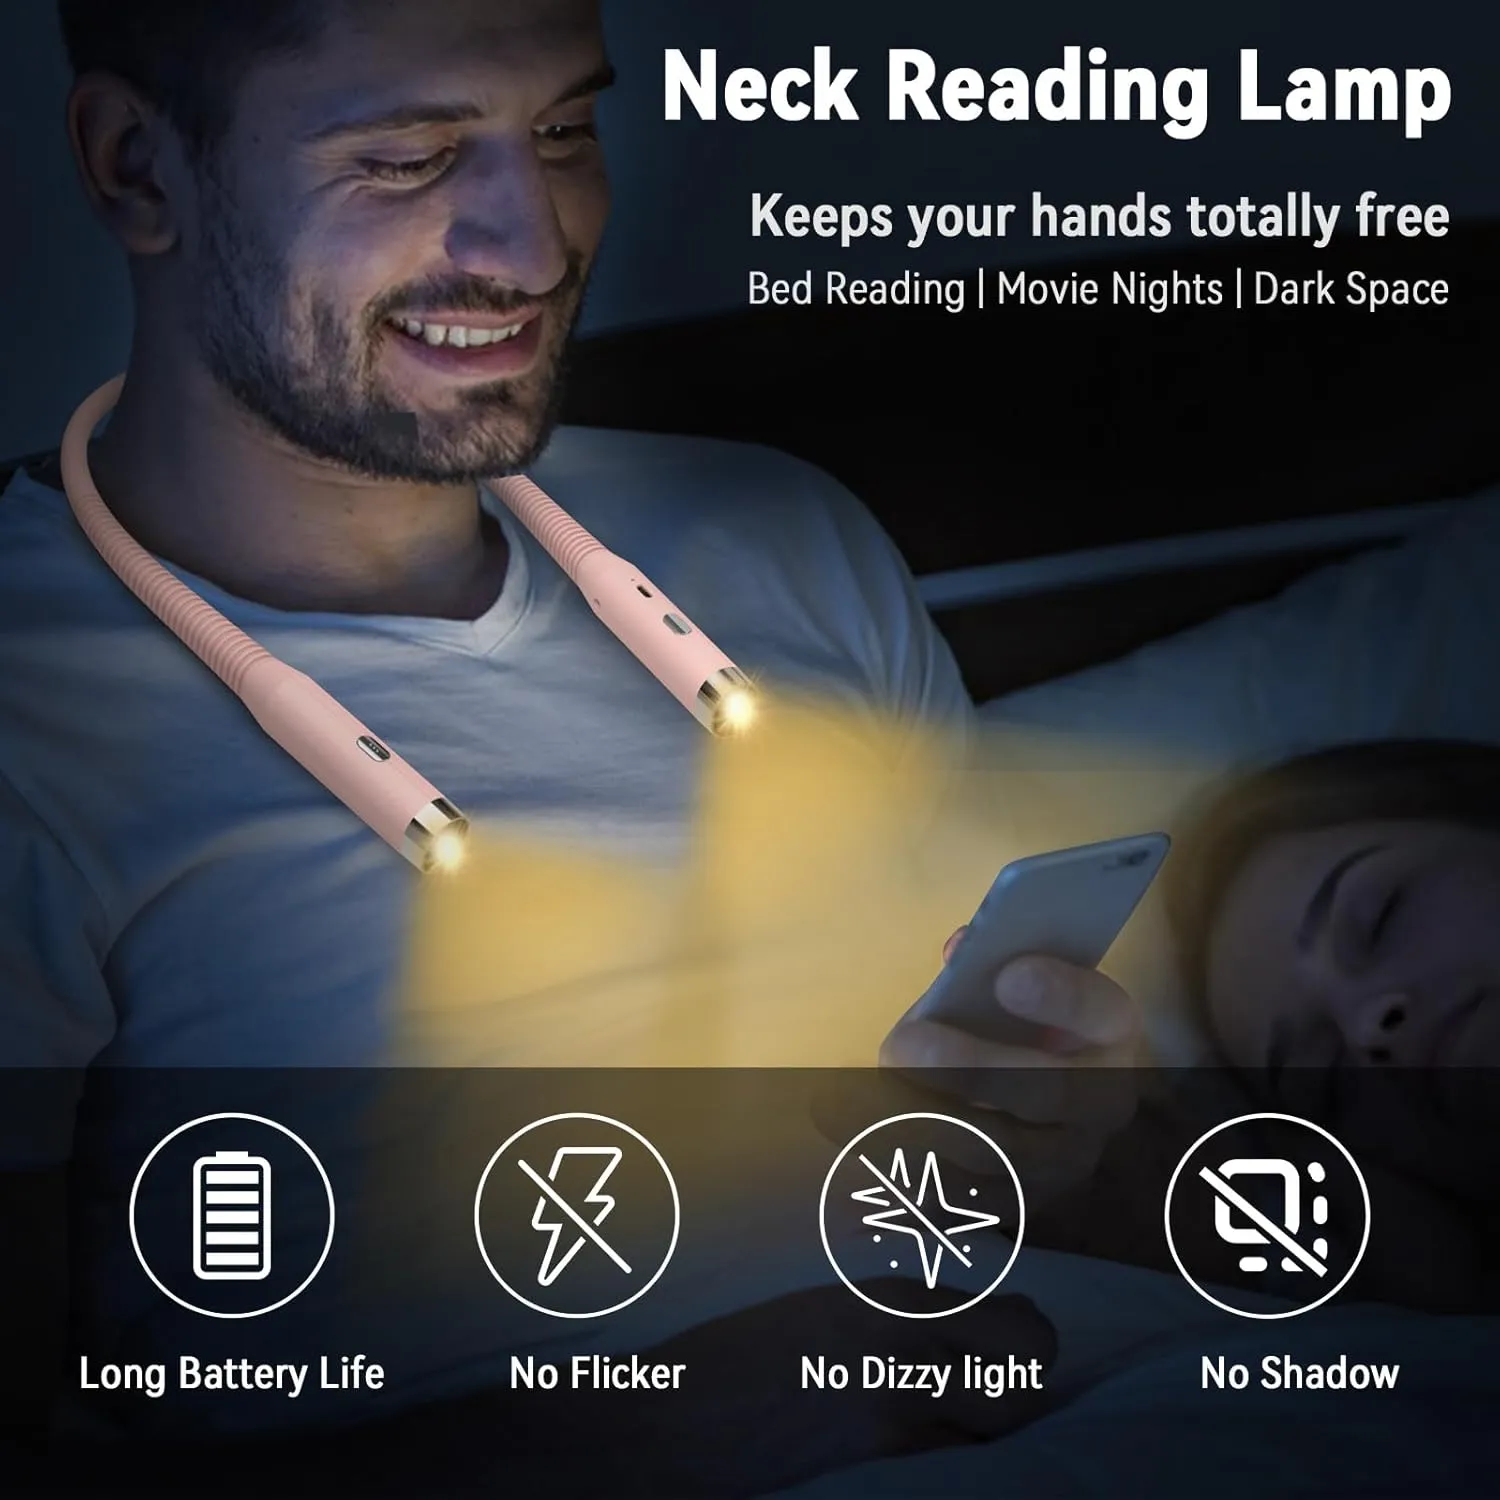 Neck Reading Lamp
Keeps your hands totally free
Bed Reading | Movie Nights | Dark Space
Long Battery Life
No Flicker
No Dizzy light
No Shadow